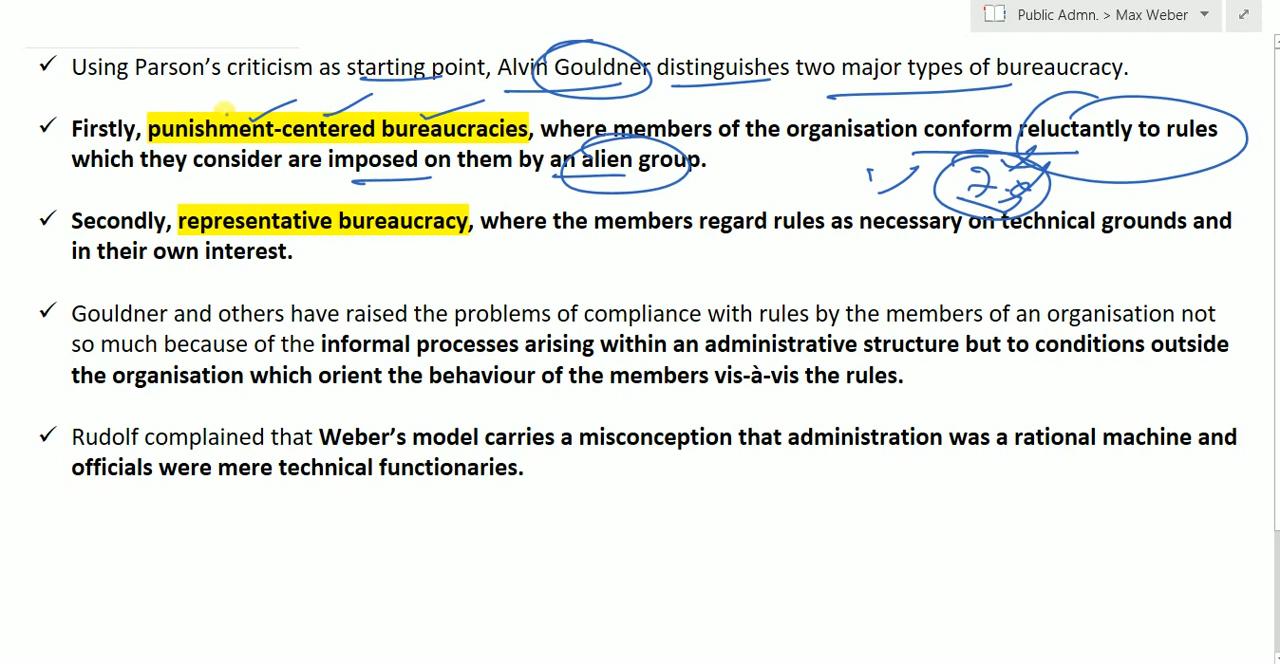 Public Admn. > Max Weber
✓ Using Parson's criticism as starting point, Alvin Gouldner distinguishes two major types of bureaucracy.
✓ Firstly, punishment-centered bureaucracies, where members of the organisation conform reluctantly to rules
which they consider are imposed on them by an alien group.
✓ Secondly, representative bureaucracy, where the members regard rules as necessary on technical grounds and
in their own interest.
✓ Gouldner and others have raised the problems of compliance with rules by the members of an organisation not
so much because of the informal processes arising within an administrative structure but to conditions outside
the organisation which orient the behaviour of the members vis-à-vis the rules.
✓ Rudolf complained that Weber's model carries a misconception that administration was a rational machine and
officials were mere technical functionaries.